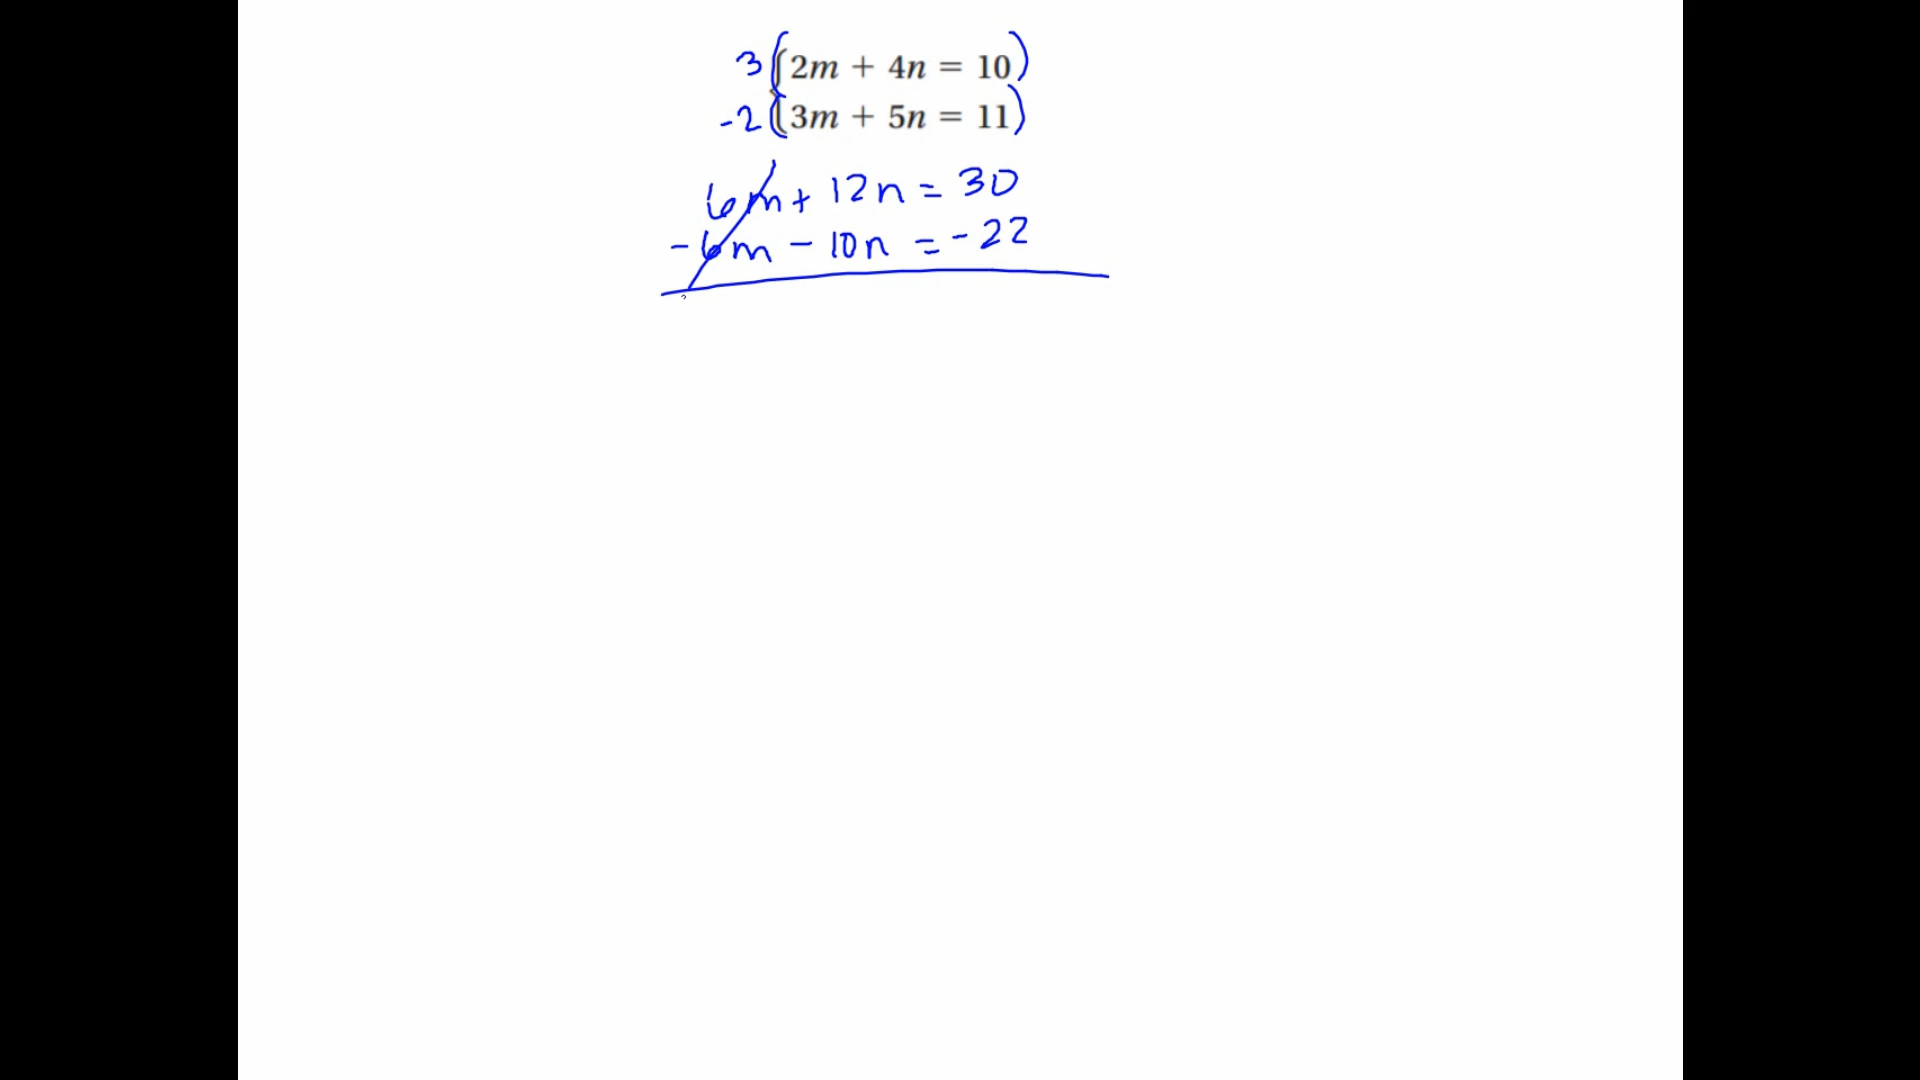 3(2m + 4n = 10)
-2(3m + 5n = 11)
6m + 12n = 30
-6m - 10n = -22